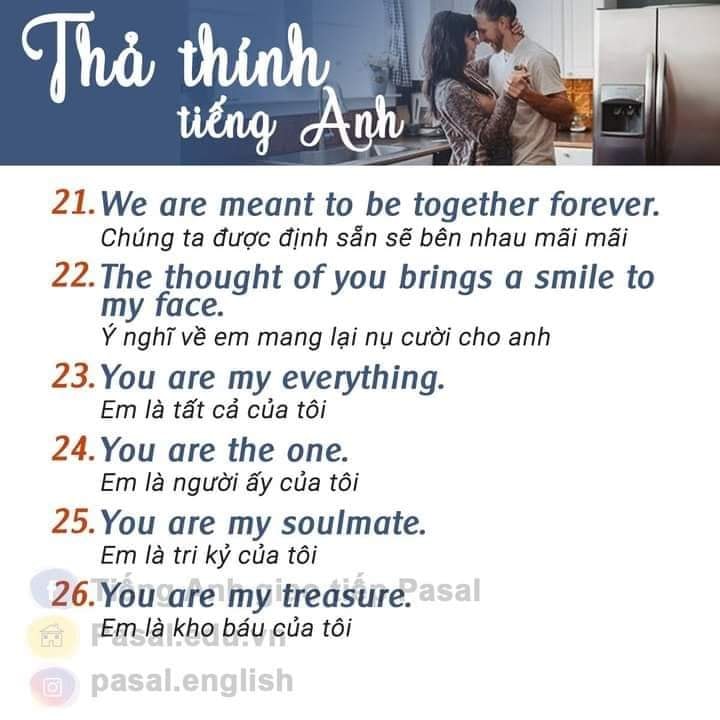 Thả thính
tiếng Anh
21. We are meant to be together forever.
Chúng ta được định sẵn sẽ bên nhau mãi mãi
22. The thought of you brings a smile to
my face.
Ý nghĩ về em mang lại nụ cười cho anh
23. You are my everything.
Em là tất cả của tôi
24. You are the one.
Em là người ấy của tôi
25. You are my soulmate.
Em là tri kỷ của tôi
Tiếng Anh giao tiếp Pasal
26. You are my treasure.
Pasal.edu.vn
Em là kho báu của tôi
pasal.english